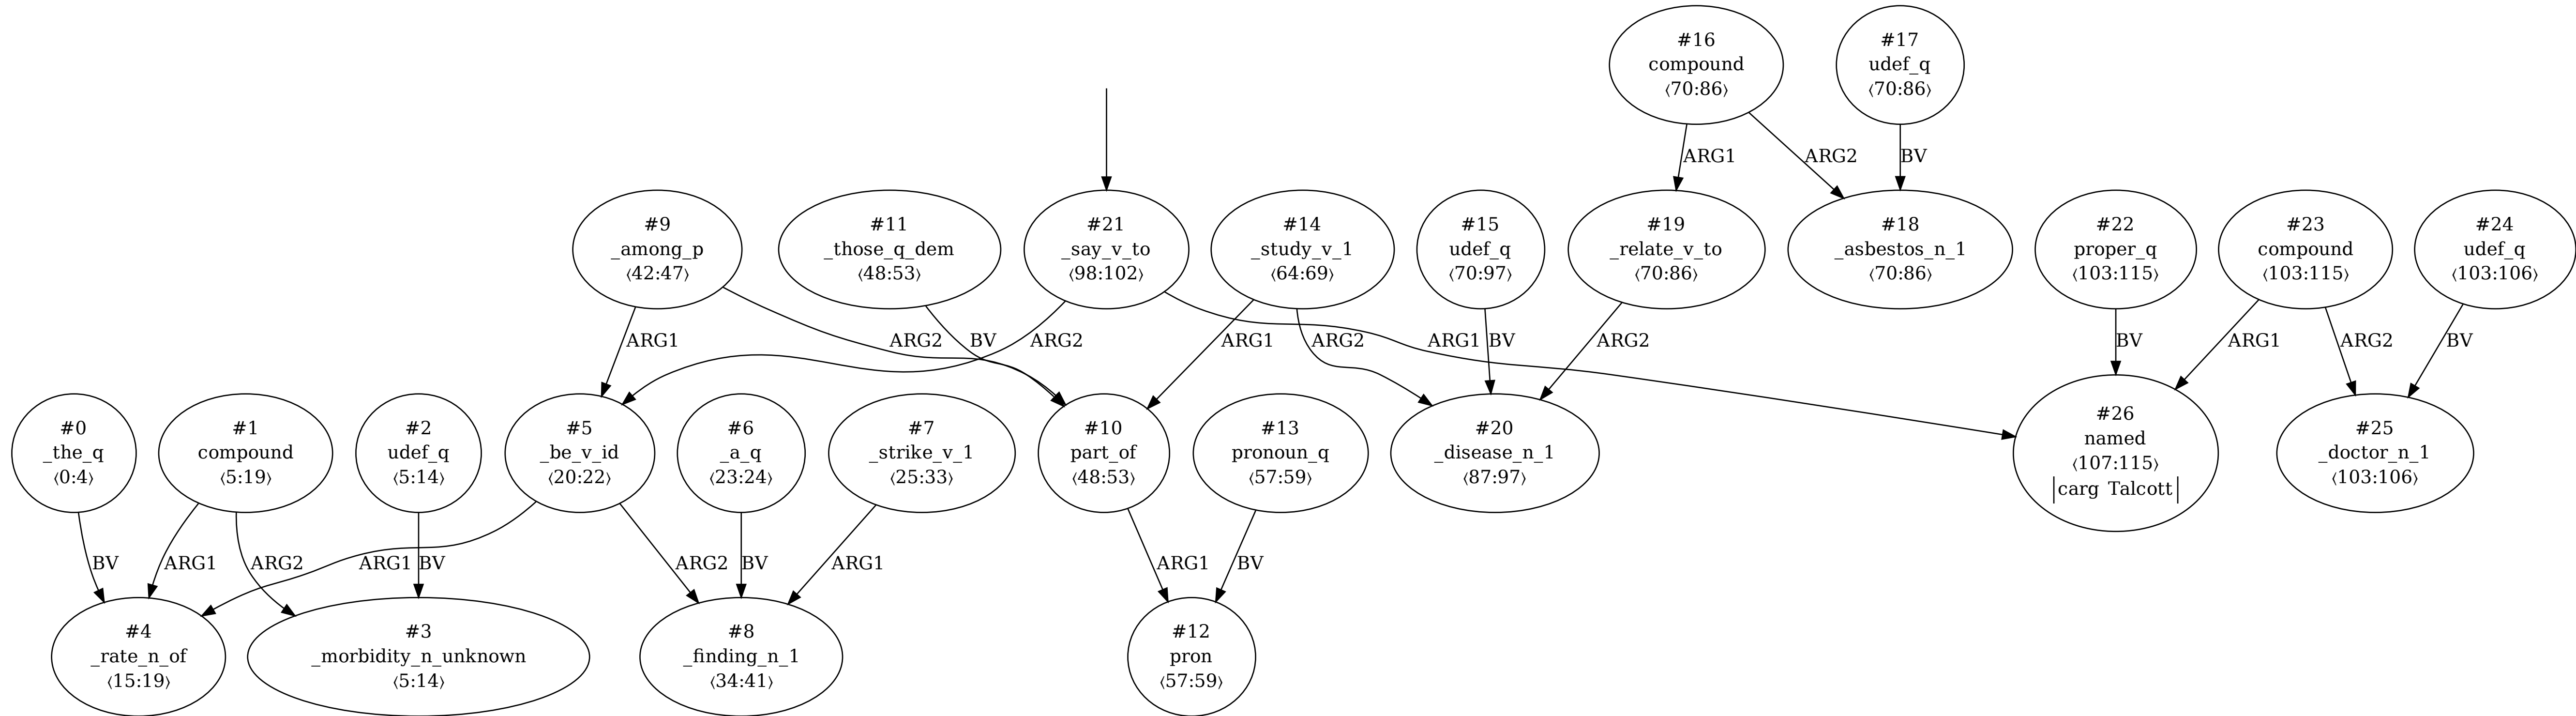 #16
compound
⟨70:86⟩
#17
udef_q
⟨70:86⟩
ARG1
ARG2
BV
#9
_among_p
⟨42:47⟩
#11
_those_q_dem
⟨48:53⟩
#21
_say_v_to
⟨98:102⟩
#14
_study_v_1
⟨64:69⟩
#15
udef_q
⟨70:97⟩
#19
_relate_v_to
⟨70:86⟩
#18
_asbestos_n_1
⟨70:86⟩
#22
proper_q
⟨103:115⟩
#23
compound
⟨103:115⟩
#24
udef_q
⟨103:106⟩
ARG1
ARG2
BV
ARG2
ARG1
ARG2
ARG1
BV
ARG2
BV
ARG1
ARG2
BV
#0
_the_q
⟨0:4⟩
#1
compound
⟨5:19⟩
#2
udef_q
⟨5:14⟩
#5
_be_v_id
⟨20:22⟩
#6
_a_q
⟨23:24⟩
#7
_strike_v_1
⟨25:33⟩
#10
part_of
⟨48:53⟩
#13
pronoun_q
⟨57:59⟩
#20
_disease_n_1
⟨87:97⟩
#26
named
⟨107:115⟩
carg Talcott
#25
_doctor_n_1
⟨103:106⟩
BV
ARG1
ARG2
ARG1
BV
ARG2
BV
ARG1
ARG1
BV
#4
_rate_n_of
⟨15:19⟩
#3
_morbidity_n_unknown
⟨5:14⟩
#8
_finding_n_1
⟨34:41⟩
#12
pron
⟨57:59⟩